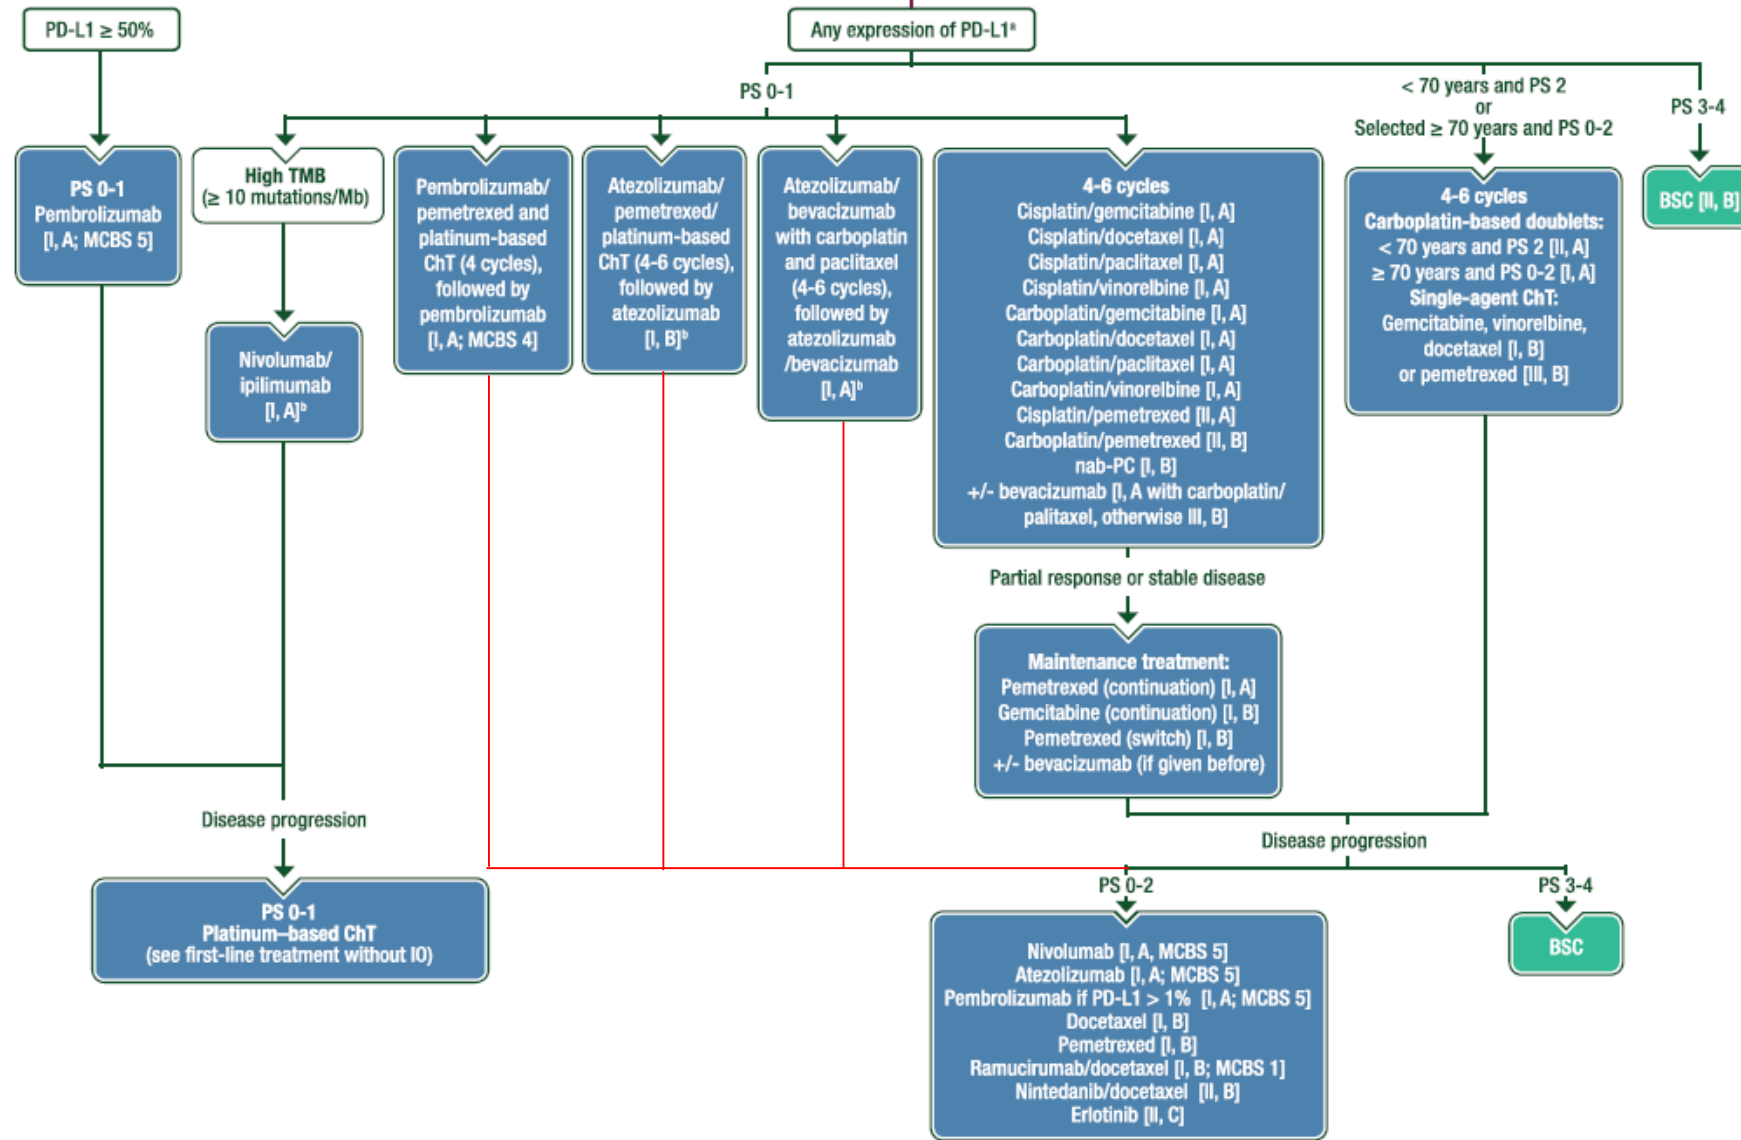 PD-L1 ≥ 50%
Any expression of PD-L1ᵃ
PS 0-1
< 70 years and PS 2
or
Selected ≥ 70 years and PS 0-2
PS 3-4
PS 0-1
Pembrolizumab
[I, A; MCBS 5]
High TMB
(≥ 10 mutations/Mb)
Nivolumab/
ipilimumab
[I, A]ᵇ
Pembrolizumab/
pemetrexed and
platinum-based
ChT (4 cycles),
followed by
pembrolizumab
[I, A; MCBS 4]
Atezolizumab/
pemetrexed/
platinum-based
ChT (4-6 cycles),
followed by
atezolizumab
[I, B]ᵇ
Atezolizumab/
bevacizumab
with carboplatin
and paclitaxel
(4-6 cycles),
followed by
atezolizumab
/bevacizumab
[I, A]ᵇ
4-6 cycles
Cisplatin/gemcitabine [I, A]
Cisplatin/docetaxel [I, A]
Cisplatin/paclitaxel [I, A]
Cisplatin/vinorelbine [I, A]
Carboplatin/gemcitabine [I, A]
Carboplatin/docetaxel [I, A]
Carboplatin/paclitaxel [I, A]
Carboplatin/vinorelbine [I, A]
Cisplatin/pemetrexed [II, A]
Carboplatin/pemetrexed [II, B]
nab-PC [I, B]
+/- bevacizumab [I, A with carboplatin/
palitaxel, otherwise III, B]
4-6 cycles
Carboplatin-based doublets:
< 70 years and PS 2 [II, A]
≥ 70 years and PS 0-2 [I, A]
Single-agent ChT:
Gemcitabine, vinorelbine,
docetaxel [I, B]
or pemetrexed [III, B]
BSC [II, B]
Partial response or stable disease
Maintenance treatment:
Pemetrexed (continuation) [I, A]
Gemcitabine (continuation) [I, B]
Pemetrexed (switch) [I, B]
+/- bevacizumab (if given before)
Disease progression
Disease progression
PS 0-1
Platinum–based ChT
(see first-line treatment without IO)
PS 0-2
PS 3-4
Nivolumab [I, A, MCBS 5]
Atezolizumab [I, A; MCBS 5]
Pembrolizumab if PD-L1 > 1% [I, A; MCBS 5]
Docetaxel [I, B]
Pemetrexed [I, B]
Ramucirumab/docetaxel [I, B; MCBS 1]
Nintedanib/docetaxel [II, B]
Erlotinib [II, C]
BSC